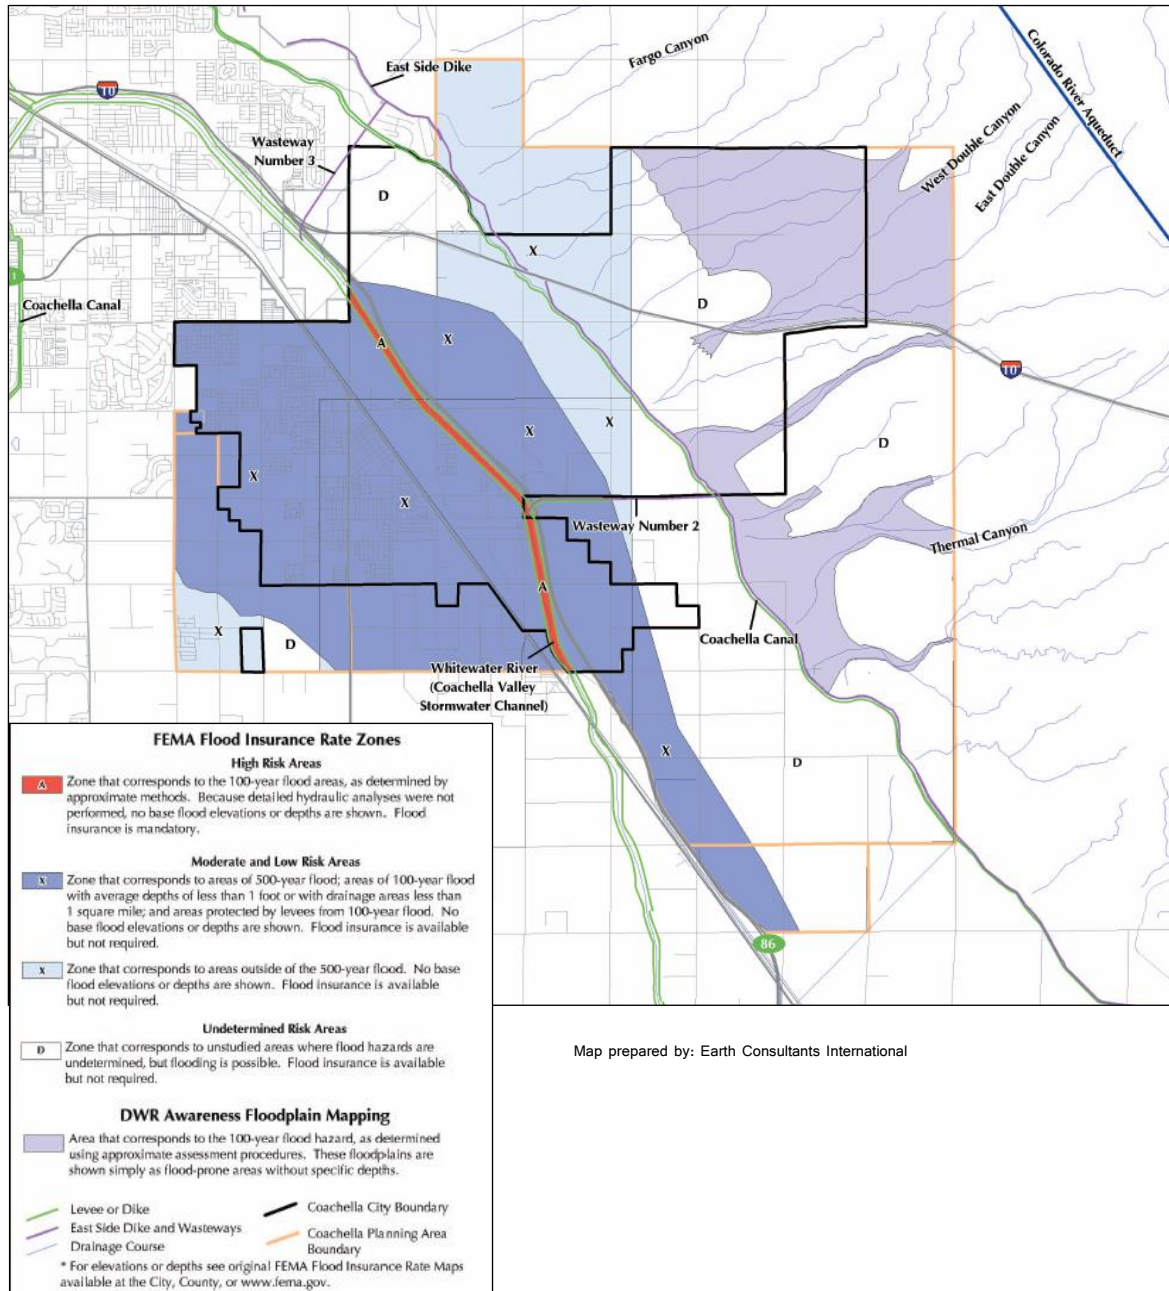 Fargo Canyon
Colorado River Aqueduct
East Side Dike
10
Wasteway
Number 3
West Double Canyon
East Double Canyon
D
X
1
Coachella Canal
D
A
X
10
X
X
D
X
X
Wasteway Number 2
Thermal Canyon
A
X
D
Coachella Canal
Whitewater River
(Coachella Valley
Stormwater Channel)
X
D
86
FEMA Flood Insurance Rate Zones
High Risk Areas
A Zone that corresponds to the 100-year flood areas, as determined by
approximate methods. Because detailed hydraulic analyses were not
performed, no base flood elevations or depths are shown. Flood
insurance is mandatory.
Moderate and Low Risk Areas
X Zone that corresponds to areas of 500-year flood; areas of 100-year flood
with average depths of less than 1 foot or with drainage areas less than
1 square mile; and areas protected by levees from 100-year flood. No
base flood elevations or depths are shown. Flood insurance is available
but not required.
X Zone that corresponds to areas outside of the 500-year flood. No base
flood elevations or depths are shown. Flood insurance is available
but not required.
Undetermined Risk Areas
D Zone that corresponds to unstudied areas where flood hazards are
undetermined, but flooding is possible. Flood insurance is available
but not required.
Map prepared by: Earth Consultants International
DWR Awareness Floodplain Mapping
Area that corresponds to the 100-year flood hazard, as determined
using approximate assessment procedures. These floodplains are
shown simply as flood-prone areas without specific depths.
Levee or Dike
East Side Dike and Wasteways
Drainage Course
Coachella City Boundary
Coachella Planning Area
Boundary
* For elevations or depths see original FEMA Flood Insurance Rate Maps
available at the City, County, or www.fema.gov.